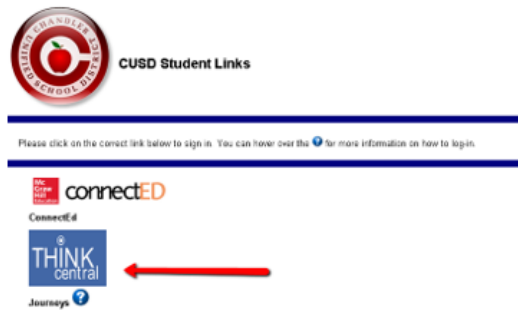 CHANDLER
UNIFIED SCHOOL DISTRICT
CUSD Student Links
Please click on the correct link below to sign in. You can hover over the ? for more information on how to log-in.
Mc
Graw
Hill
Education
connectED
ConnectEd
THINK
central
Journeys ?